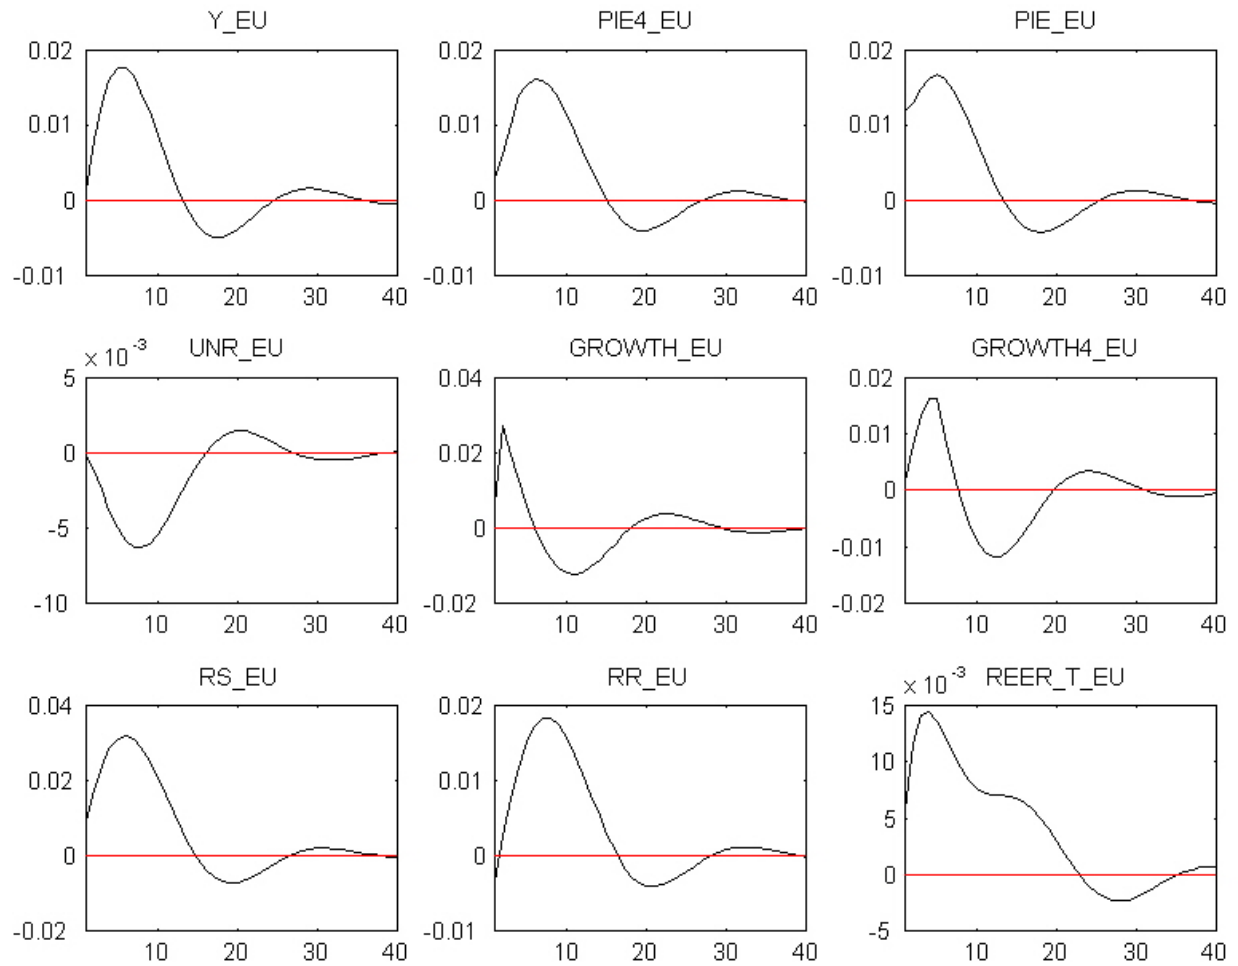 Y_EU PIE4_EU PIE_EU
0.02 0.02 0.02
0.01 0.01 0.01
0 0 0
-0.01 -0.01 -0.01
10 20 30 40 10 20 30 40 10 20 30 40
× 10⁻³ UNR_EU GROWTH_EU GROWTH4_EU
5 0.04 0.02
0 0.02 0.01
-5 0 0
-10 -0.02 -0.01
-0.02
10 20 30 40 10 20 30 40 10 20 30 40
RS_EU RR_EU × 10⁻³ REER_T_EU
0.04 0.02 15
0.02 0.01 10
0 0 5
-0.02 -0.01 0
-5
10 20 30 40 10 20 30 40 10 20 30 40